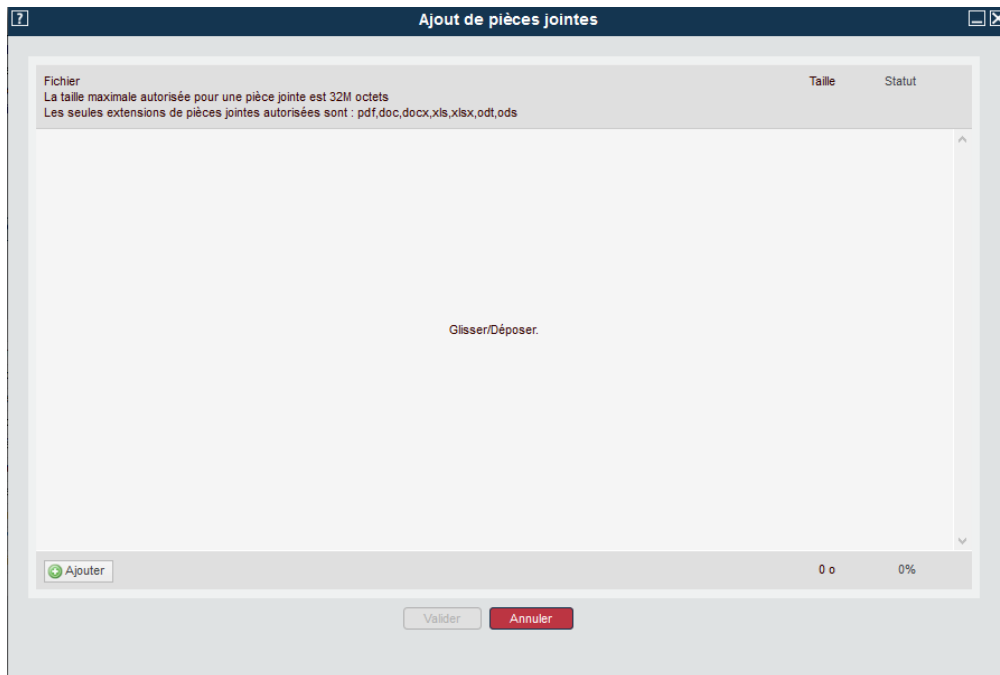 Ajout de pièces jointes
Fichier Taille Statut
La taille maximale autorisée pour une pièce jointe est 32M octets
Les seules extensions de pièces jointes autorisées sont : pdf,doc,docx,xls,xlsx,odt,ods
Glisser/Déposer.
Ajouter 0 o 0%
Valider Annuler